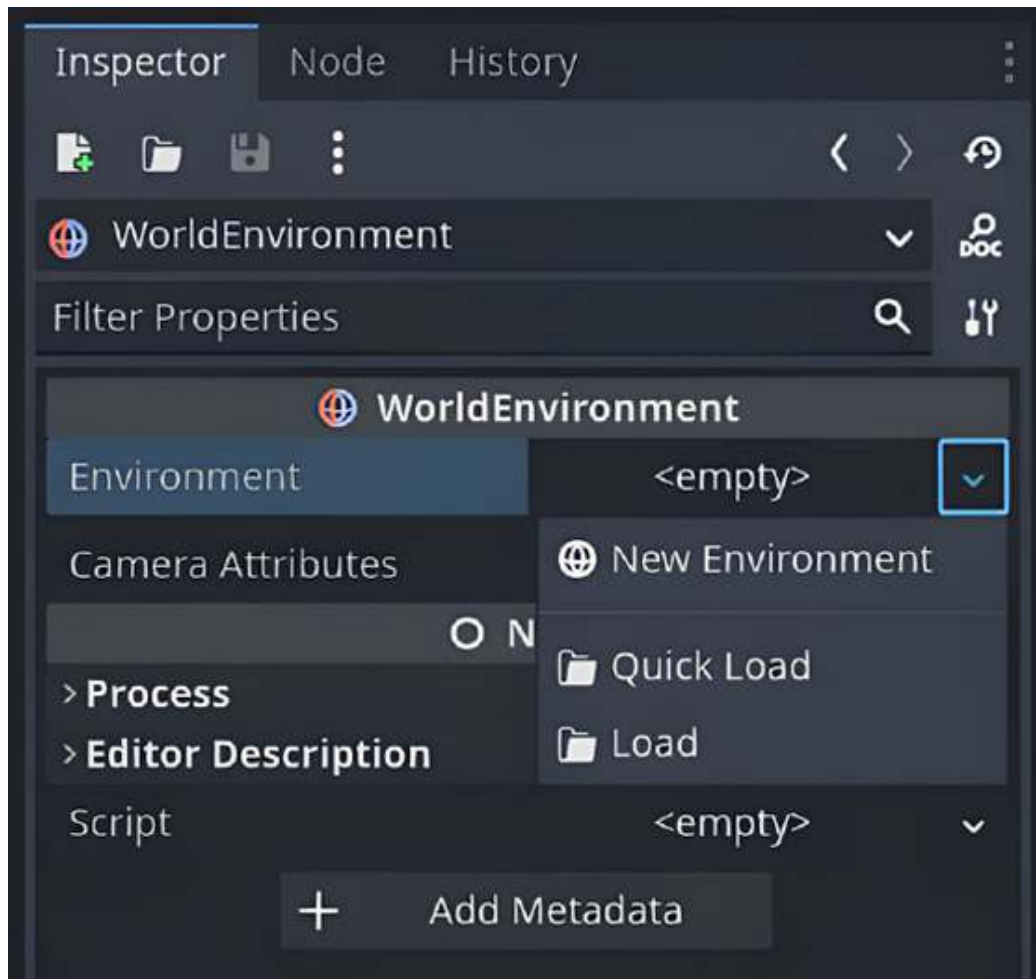 Inspector Node History
WorldEnvironment
DOC
Filter Properties
WorldEnvironment
Environment <empty>
Camera Attributes
New Environment
N
Quick Load
> Process
Load
> Editor Description
Script <empty>
+ Add Metadata